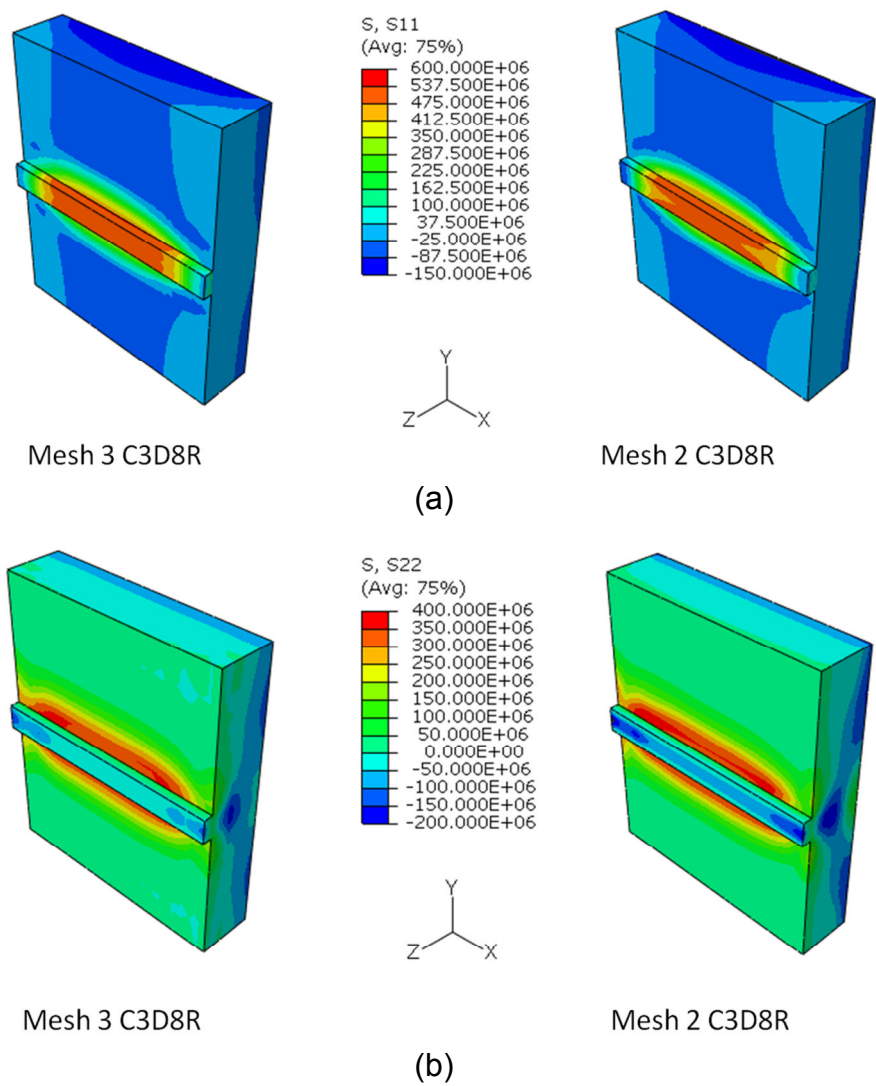 S, S11
(Avg: 75%)
600.000E+06
537.500E+06
475.000E+06
412.500E+06
350.000E+06
287.500E+06
225.000E+06
162.500E+06
100.000E+06
37.500E+06
-25.000E+06
-87.500E+06
-150.000E+06
Y
Z X
Mesh 3 C3D8R
Mesh 2 C3D8R
(a)
S, S22
(Avg: 75%)
400.000E+06
350.000E+06
300.000E+06
250.000E+06
200.000E+06
150.000E+06
100.000E+06
50.000E+06
0.000E+00
-50.000E+06
-100.000E+06
-150.000E+06
-200.000E+06
Y
Z X
Mesh 3 C3D8R
Mesh 2 C3D8R
(b)